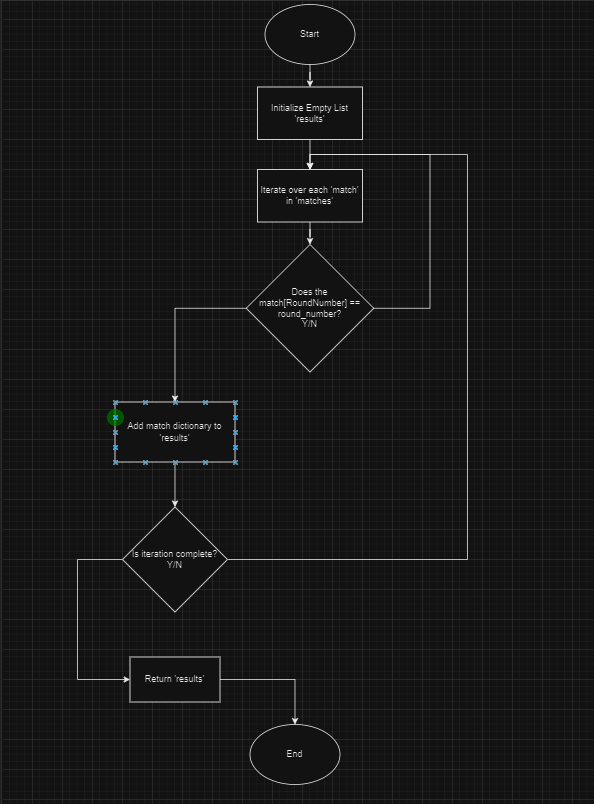 Start
Initialize Empty List
'results'
Iterate over each 'match'
in 'matches'
Does the
match[RoundNumber] ==
round_number?
Y/N
Add match dictionary to
'results'
Is iteration complete?
Y/N
Return 'results'
End